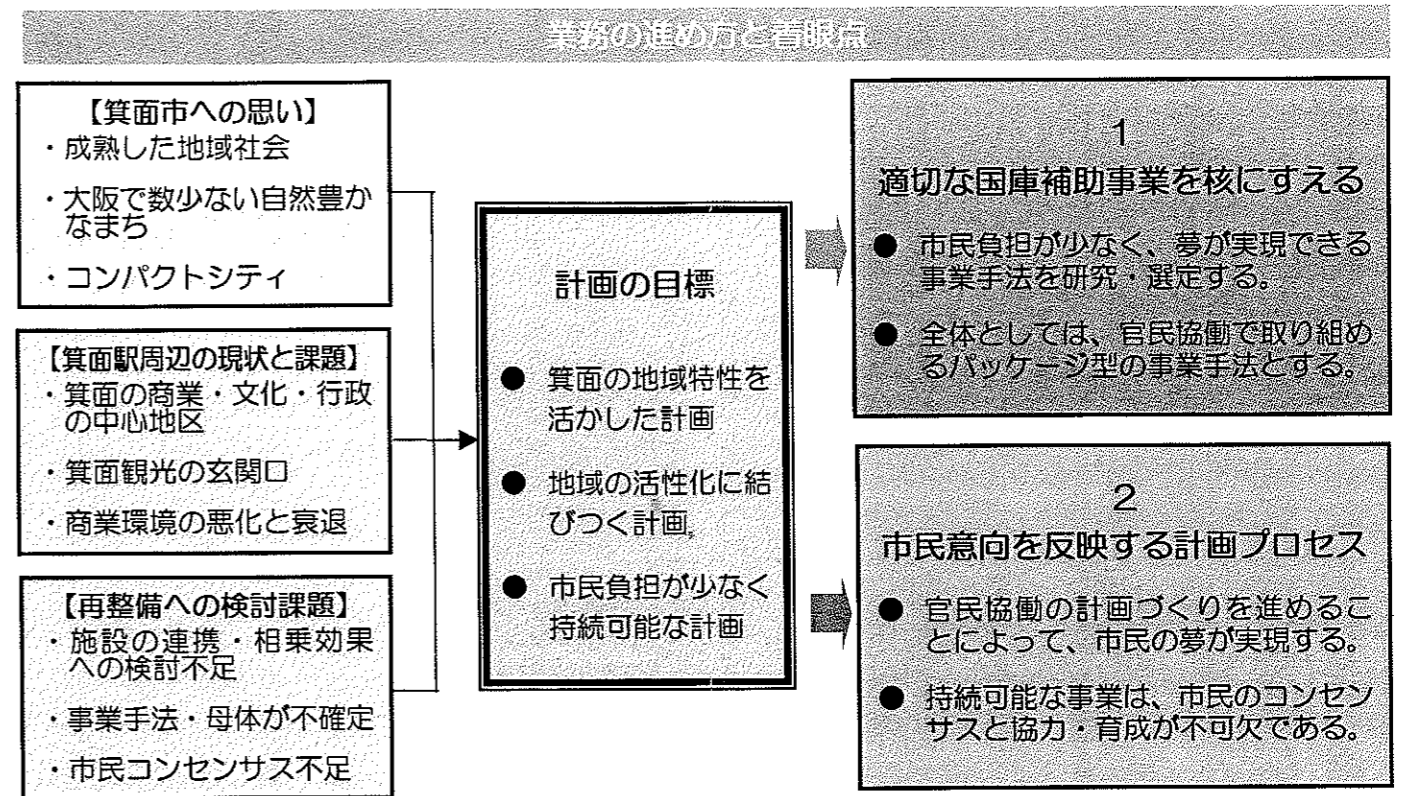 業務の進め方と着眼点
【箕面市への思い】
・成熟した地域社会
・大阪で数少ない自然豊か
なまち
・コンパクトシティ
【箕面駅周辺の現状と課題】
・箕面の商業・文化・行政
の中心地区
・箕面観光の玄関口
・商業環境の悪化と衰退
【再整備への検討課題】
・施設の連携・相乗効果
への検討不足
・事業手法・母体が不確定
・市民コンセンサス不足
計画の目標
● 箕面の地域特性を
活かした計画
● 地域の活性化に結
びつく計画
● 市民負担が少なく
持続可能な計画
1
適切な国庫補助事業を核にすえる
● 市民負担が少なく、夢が実現できる
事業手法を研究・選定する。
● 全体としては、官民協働で取り組め
るパッケージ型の事業手法とする。
2
市民意向を反映する計画プロセス
● 官民協働の計画づくりを進めるこ
とによって、市民の夢が実現する。
● 持続可能な事業は、市民のコンセン
サスと協力・育成が不可欠である。